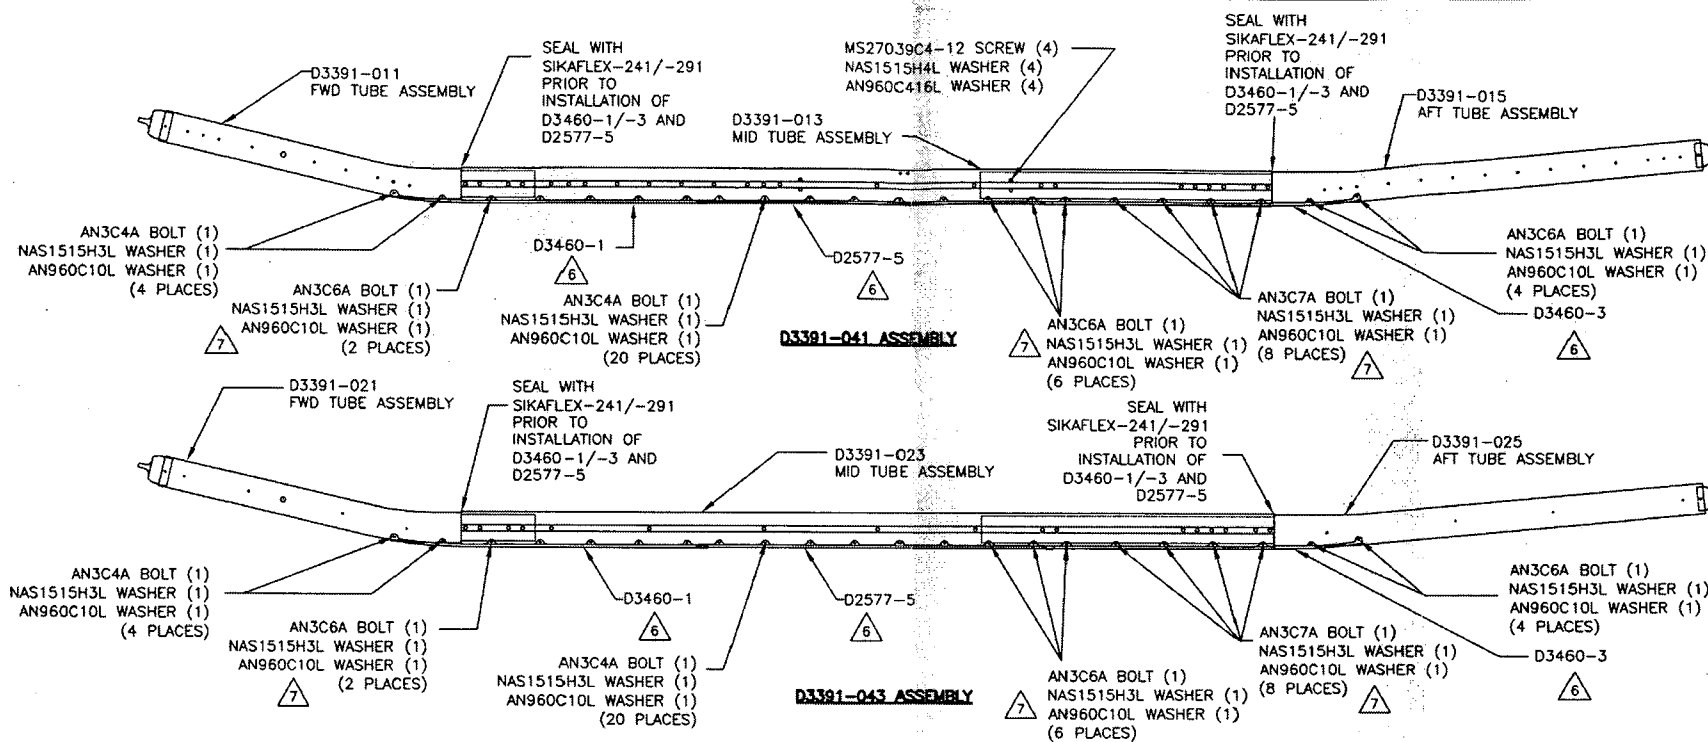 D3391-011
FWD TUBE ASSEMBLY
SEAL WITH
SIKAFLEX-241/-291
PRIOR TO
INSTALLATION OF
D3460-1/-3 AND
D2577-5
D3391-013
MID TUBE ASSEMBLY
MS27039C4-12 SCREW (4)
NAS1515H4L WASHER (4)
AN960C416L WASHER (4)
SEAL WITH
SIKAFLEX-241/-291
PRIOR TO
INSTALLATION OF
D3460-1/-3 AND
D2577-5
D3391-015
AFT TUBE ASSEMBLY
AN3C4A BOLT (1)
NAS1515H3L WASHER (1)
AN960C10L WASHER (1)
(4 PLACES)
AN3C6A BOLT (1)
NAS1515H3L WASHER (1)
AN960C10L WASHER (1)
(2 PLACES)
7
D3460-1
6
AN3C4A BOLT (1)
NAS1515H3L WASHER (1)
AN960C10L WASHER (1)
(20 PLACES)
D2577-5
6
D3391-041 ASSEMBLY
7
AN3C6A BOLT (1)
NAS1515H3L WASHER (1)
AN960C10L WASHER (1)
(6 PLACES)
AN3C7A BOLT (1)
NAS1515H3L WASHER (1)
AN960C10L WASHER (1)
(8 PLACES)
7
AN3C6A BOLT (1)
NAS1515H3L WASHER (1)
AN960C10L WASHER (1)
(4 PLACES)
D3460-3
6
D3391-021
FWD TUBE ASSEMBLY
SEAL WITH
SIKAFLEX-241/-291
PRIOR TO
INSTALLATION OF
D3460-1/-3 AND
D2577-5
D3391-023
MID TUBE ASSEMBLY
SEAL WITH
SIKAFLEX-241/-291
PRIOR TO
INSTALLATION OF
D3460-1/-3 AND
D2577-5
D3391-025
AFT TUBE ASSEMBLY
AN3C4A BOLT (1)
NAS1515H3L WASHER (1)
AN960C10L WASHER (1)
(4 PLACES)
AN3C6A BOLT (1)
NAS1515H3L WASHER (1)
AN960C10L WASHER (1)
(2 PLACES)
7
D3460-1
6
AN3C4A BOLT (1)
NAS1515H3L WASHER (1)
AN960C10L WASHER (1)
(20 PLACES)
D2577-5
6
D3391-043 ASSEMBLY
7
AN3C6A BOLT (1)
NAS1515H3L WASHER (1)
AN960C10L WASHER (1)
(6 PLACES)
AN3C7A BOLT (1)
NAS1515H3L WASHER (1)
AN960C10L WASHER (1)
(8 PLACES)
7
AN3C6A BOLT (1)
NAS1515H3L WASHER (1)
AN960C10L WASHER (1)
(4 PLACES)
D3460-3
6